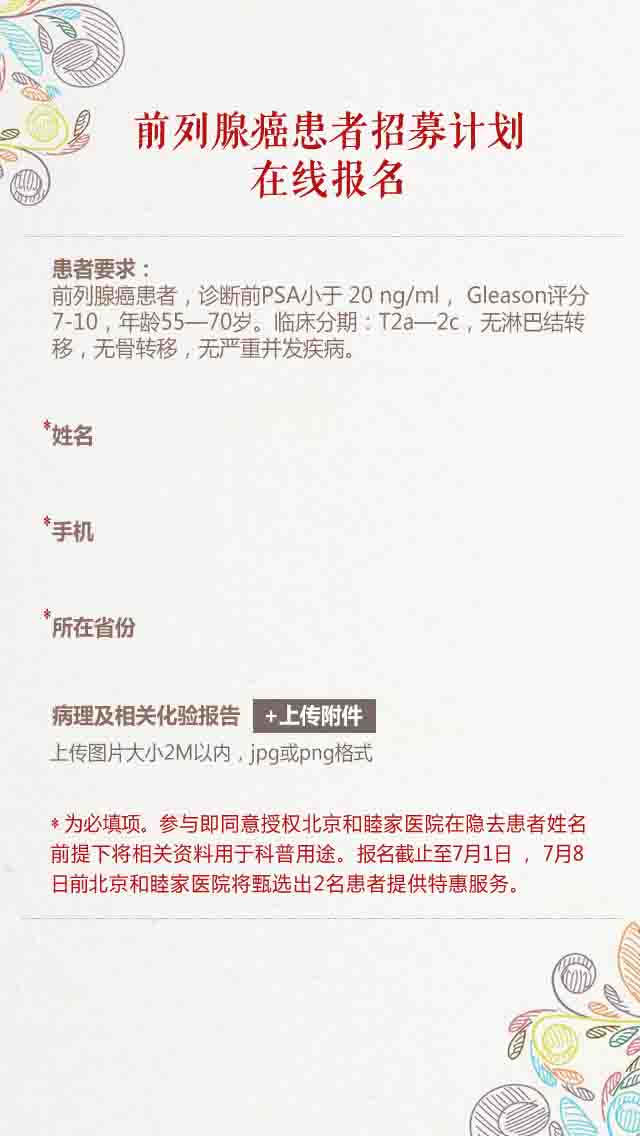 前列腺癌患者招募计划
在线报名
患者要求：
前列腺癌患者，诊断前PSA小于 20 ng/ml， Gleason评分
7-10，年龄55—70岁。临床分期：T2a—2c，无淋巴结转
移，无骨转移，无严重并发疾病。
*姓名
*手机
*所在省份
病理及相关化验报告 +上传附件
上传图片大小2M以内，jpg或png格式
* 为必填项。参与即同意授权北京和睦家医院在隐去患者姓名
前提下将相关资料用于科普用途。报名截止至7月1日 ，7月8
日前北京和睦家医院将甄选出2名患者提供特惠服务。